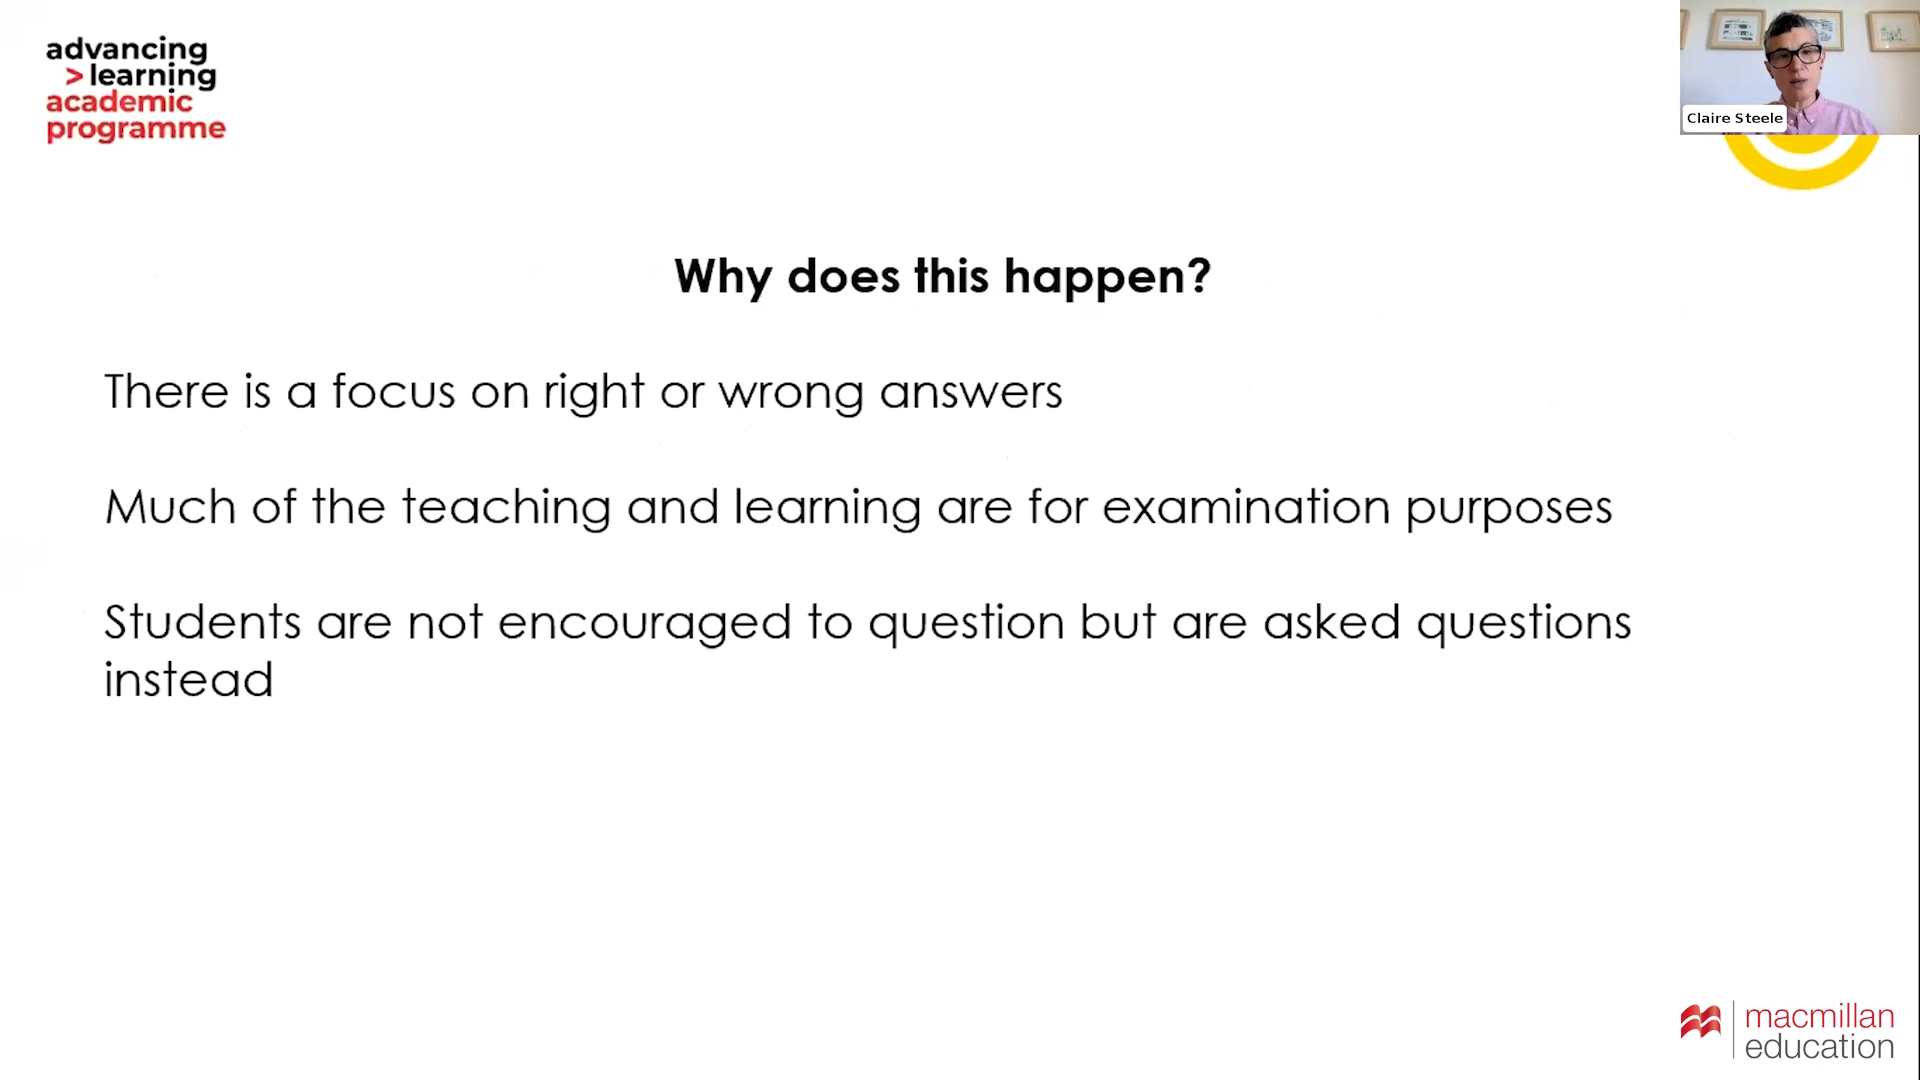 advancing
>learning
academic
programme
Claire Steele
Why does this happen?
There is a focus on right or wrong answers
Much of the teaching and learning are for examination purposes
Students are not encouraged to question but are asked questions
instead
macmillan
education